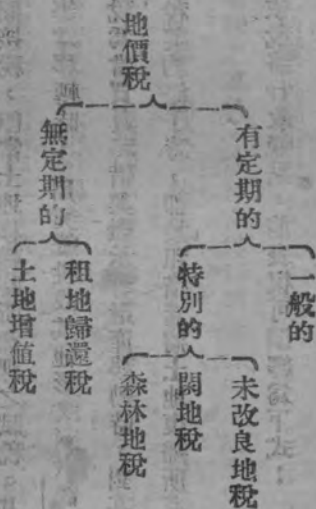 地價稅
有定期的
一般的
特別的
未改良地稅
閑地稅
森林地稅
無定期的
租地歸還稅
土地增值稅